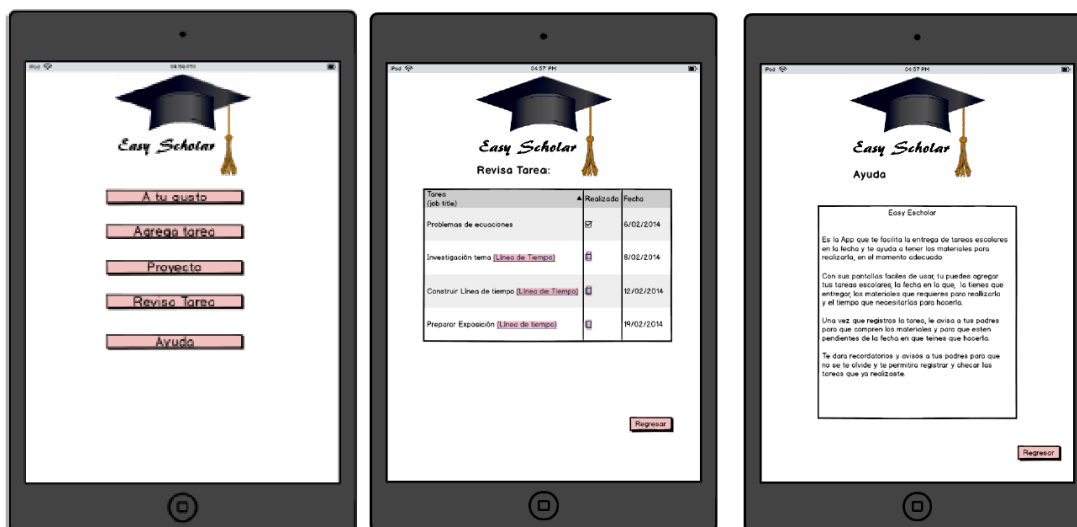 iPod 04:56 PM
Easy Scholar
A tu gusto
Agrega tarea
Proyecto
Revisa Tarea
Ayuda
iPod 04:57 PM
Easy Scholar
Revisa Tarea:
Tarea
(job title) Realizada Fecha
Problemas de ecuaciones 6/02/2014
Investigación tema (Línea de Tiempo) 8/02/2014
Construir Línea de tiempo (Línea de Tiempo) 12/02/2014
Preparar Exposición (Línea de tiempo) 19/02/2014
Regresar
iPod 04:57 PM
Easy Scholar
Ayuda
Easy Escholar
Es la App que te facilita la entrega de tareas escolares
en la fecha y te ayuda a tener los materiales para
realizarla, en el momento adecuado.
Con sus pantallas faciles de usar, tu puedes agregar
tus tareas escolares, la fecha en la que, la tienes que
entregar, los materiales que requieres para realizarla
y el tiempo que necesitarías para hacerla.
Una vez que registras la tarea, le avisa a tus padres
para que compren los materiales y para que esten
pendientes de la fecha en que teines que hacerla.
Te dara recordatorios y avisos a tus padres para que
no se te olvide y te permitira registrar y checar las
tareas que ya realizaste.
Regresar